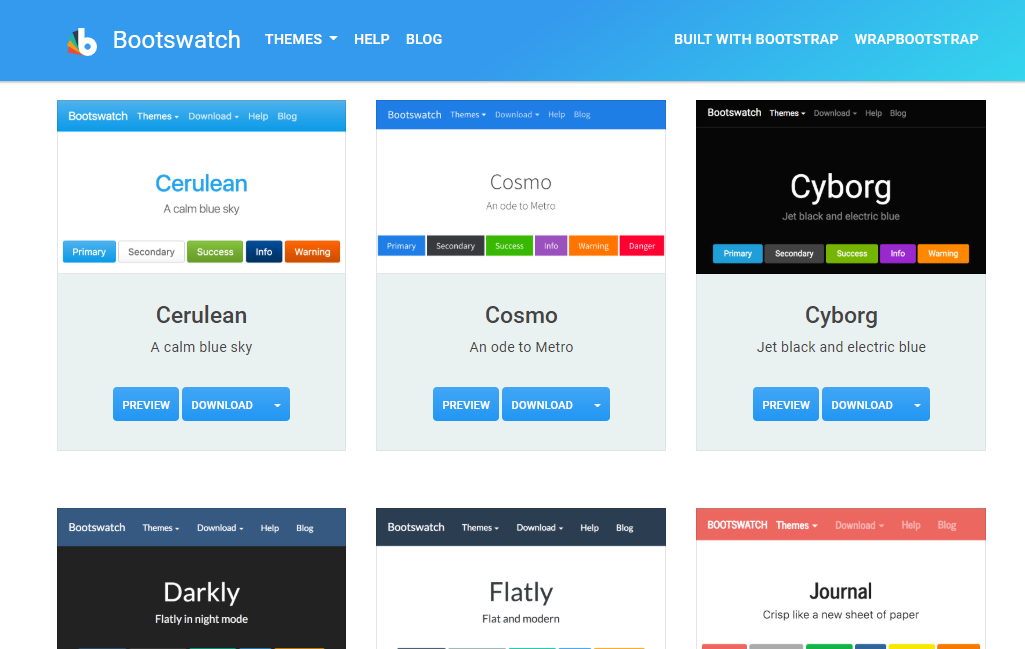 Bootswatch THEMES HELP BLOG BUILT WITH BOOTSTRAP WRAPBOOTSTRAP
Bootswatch Themes Download Help Blog
Cerulean
A calm blue sky
Primary Secondary Success Info Warning
Cerulean
A calm blue sky
PREVIEW DOWNLOAD
Bootswatch Themes Download Help Blog
Cosmo
An ode to Metro
Primary Secondary Success Info Warning Danger
Cosmo
An ode to Metro
PREVIEW DOWNLOAD
Bootswatch Themes Download Help Blog
Cyborg
Jet black and electric blue
Primary Secondary Success Info Warning
Cyborg
Jet black and electric blue
PREVIEW DOWNLOAD
Bootswatch Themes Download Help Blog
Darkly
Flatly in night mode
Bootswatch Themes Download Help Blog
Flatly
Flat and modern
BOOTSWATCH Themes Download Help Blog
Journal
Crisp like a new sheet of paper